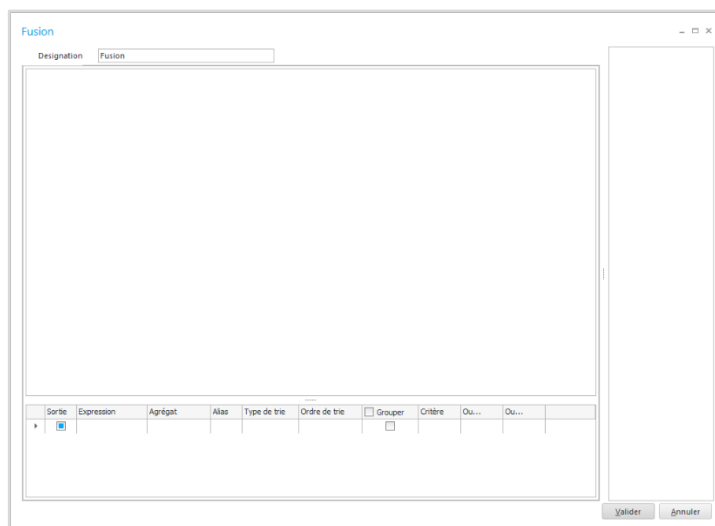 Fusion
Designation Fusion
Sortie Expression Agrégat Alias Type de trie Ordre de trie Grouper Critère Ou... Ou...
Valider Annuler